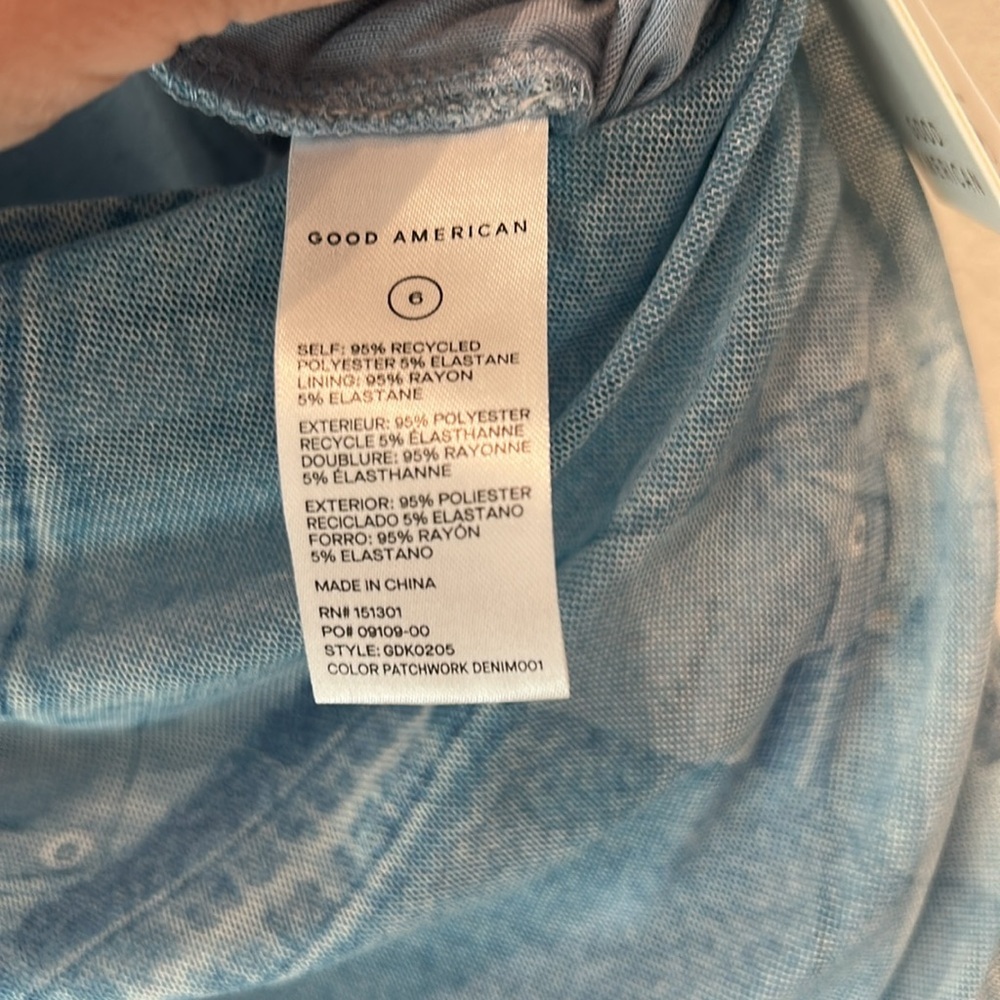 GOOD AMERICAN
6
SELF: 95% RECYCLED
POLYESTER 5% ELASTANE
LINING: 95% RAYON
5% ELASTANE
EXTERIEUR: 95% POLYESTER
RECYCLE 5% ÉLASTHANNE
DOUBLURE: 95% RAYONNE
5% ÉLASTHANNE
EXTERIOR: 95% POLIESTER
RECICLADO 5% ELASTANO
FORRO: 95% RAYÓN
5% ELASTANO
MADE IN CHINA
RN# 151301
PO# 09109-00
STYLE: GDK0205
COLOR PATCHWORK DENIM001
GOOD
AMERICAN